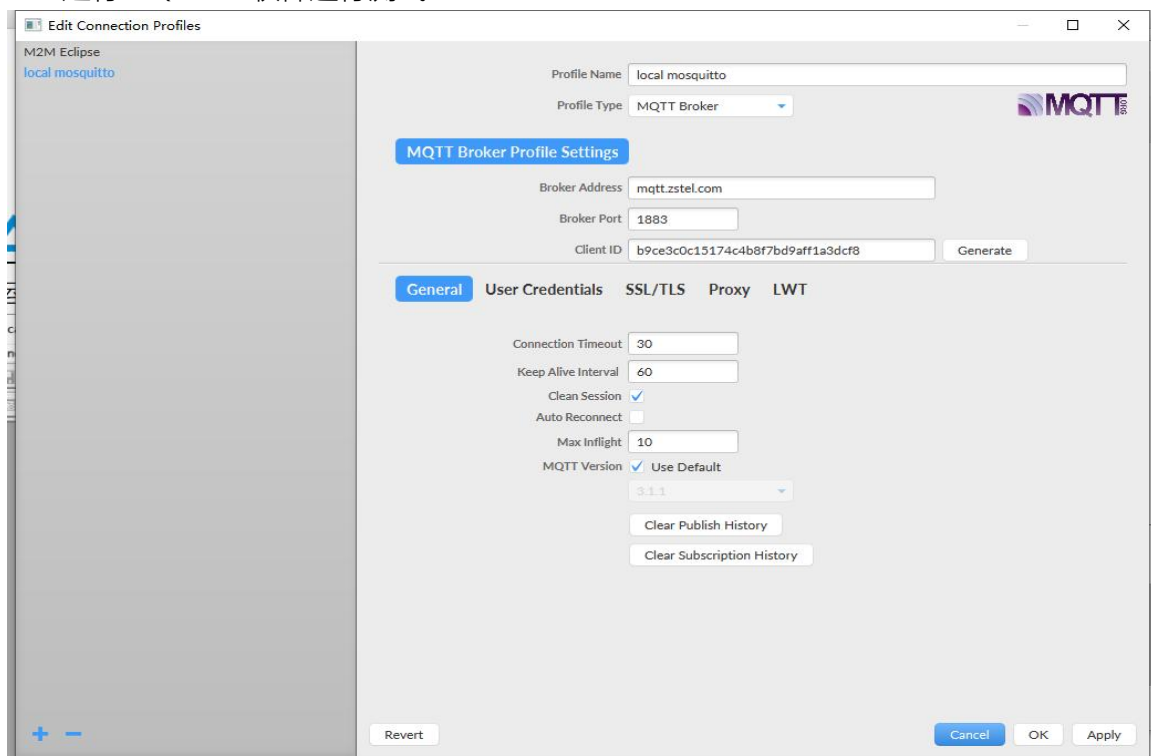 Edit Connection Profiles
M2M Eclipse
local mosquitto
Profile Name local mosquitto
Profile Type MQTT Broker
MQTT ORG
MQTT Broker Profile Settings
Broker Address mqtt.zstel.com
Broker Port 1883
Client ID b9ce3c0c15174c4b8f7bd9aff1a3dcf8 Generate
General User Credentials SSL/TLS Proxy LWT
Connection Timeout 30
Keep Alive Interval 60
Clean Session
Auto Reconnect
Max Inflight 10
MQTT Version Use Default
3.1.1
Clear Publish History
Clear Subscription History
+ -
Revert Cancel OK Apply